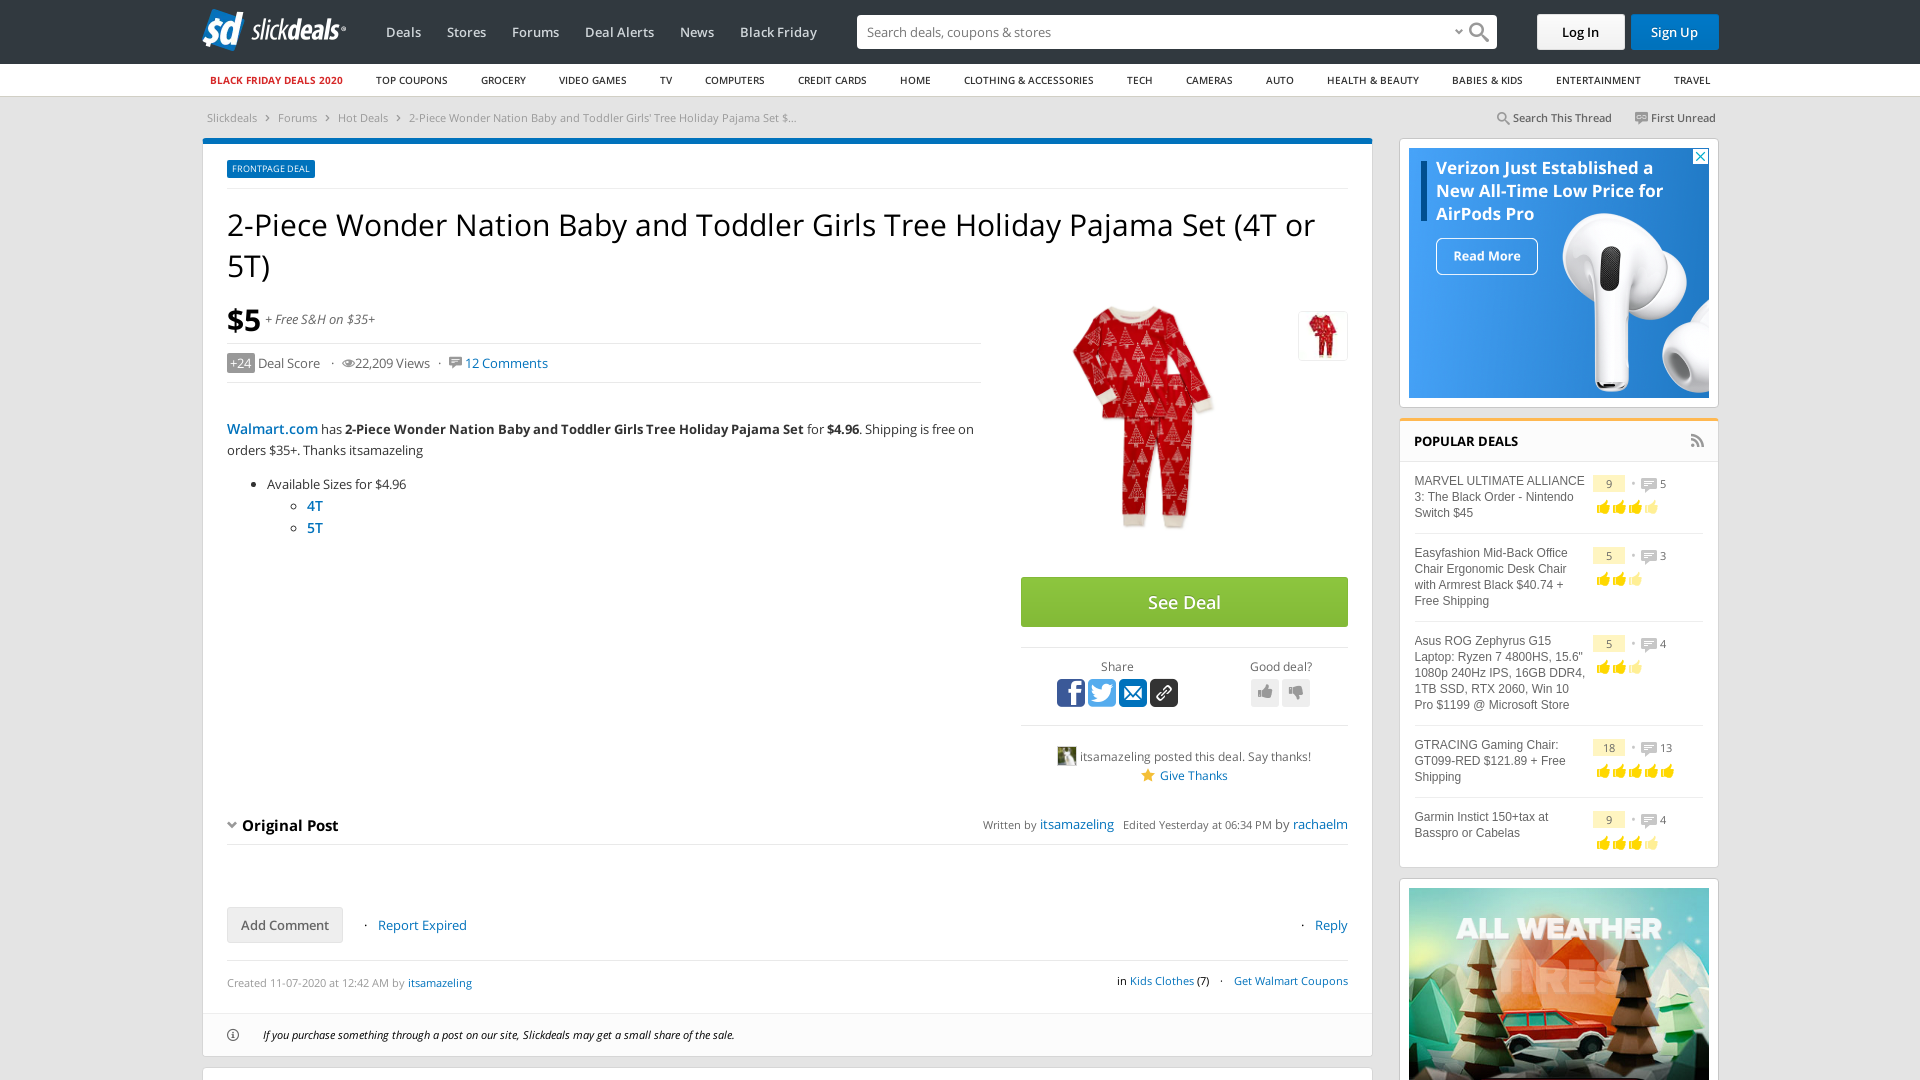 sd slickdeals
Deals
Stores
Forums
Deal Alerts
News
Black Friday
Search deals, coupons & stores
Log In
Sign Up
BLACK FRIDAY DEALS 2020
TOP COUPONS
GROCERY
VIDEO GAMES
TV
COMPUTERS
CREDIT CARDS
HOME
CLOTHING & ACCESSORIES
TECH
CAMERAS
AUTO
HEALTH & BEAUTY
BABIES & KIDS
ENTERTAINMENT
TRAVEL
Slickdeals › Forums › Hot Deals › 2-Piece Wonder Nation Baby and Toddler Girls' Tree Holiday Pajama Set $...
Search This Thread
First Unread
FRONTPAGE DEAL
2-Piece Wonder Nation Baby and Toddler Girls Tree Holiday Pajama Set (4T or
5T)
$5 + Free S&H on $35+
+24 Deal Score · 22,209 Views · 12 Comments
Walmart.com has 2-Piece Wonder Nation Baby and Toddler Girls Tree Holiday Pajama Set for $4.96. Shipping is free on
orders $35+. Thanks itsamazeling
• Available Sizes for $4.96
4T
5T
See Deal
Share
Good deal?
itsamazeling posted this deal. Say thanks!
Give Thanks
Original Post
Written by itsamazeling Edited Yesterday at 06:34 PM by rachaelm
Add Comment
· Report Expired
· Reply
Created 11-07-2020 at 12:42 AM by itsamazeling
in Kids Clothes (7) · Get Walmart Coupons
If you purchase something through a post on our site, Slickdeals may get a small share of the sale.
Verizon Just Established a
New All-Time Low Price for
AirPods Pro
Read More
POPULAR DEALS
MARVEL ULTIMATE ALLIANCE
3: The Black Order - Nintendo
Switch $45
9 • 5
Easyfashion Mid-Back Office
Chair Ergonomic Desk Chair
with Armrest Black $40.74 +
Free Shipping
5 • 3
Asus ROG Zephyrus G15
Laptop: Ryzen 7 4800HS, 15.6"
1080p 240Hz IPS, 16GB DDR4,
1TB SSD, RTX 2060, Win 10
Pro $1199 @ Microsoft Store
5 • 4
GTRACING Gaming Chair:
GT099-RED $121.89 + Free
Shipping
18 • 13
Garmin Instict 150+tax at
Basspro or Cabelas
9 • 4
ALL WEATHER
TIRES